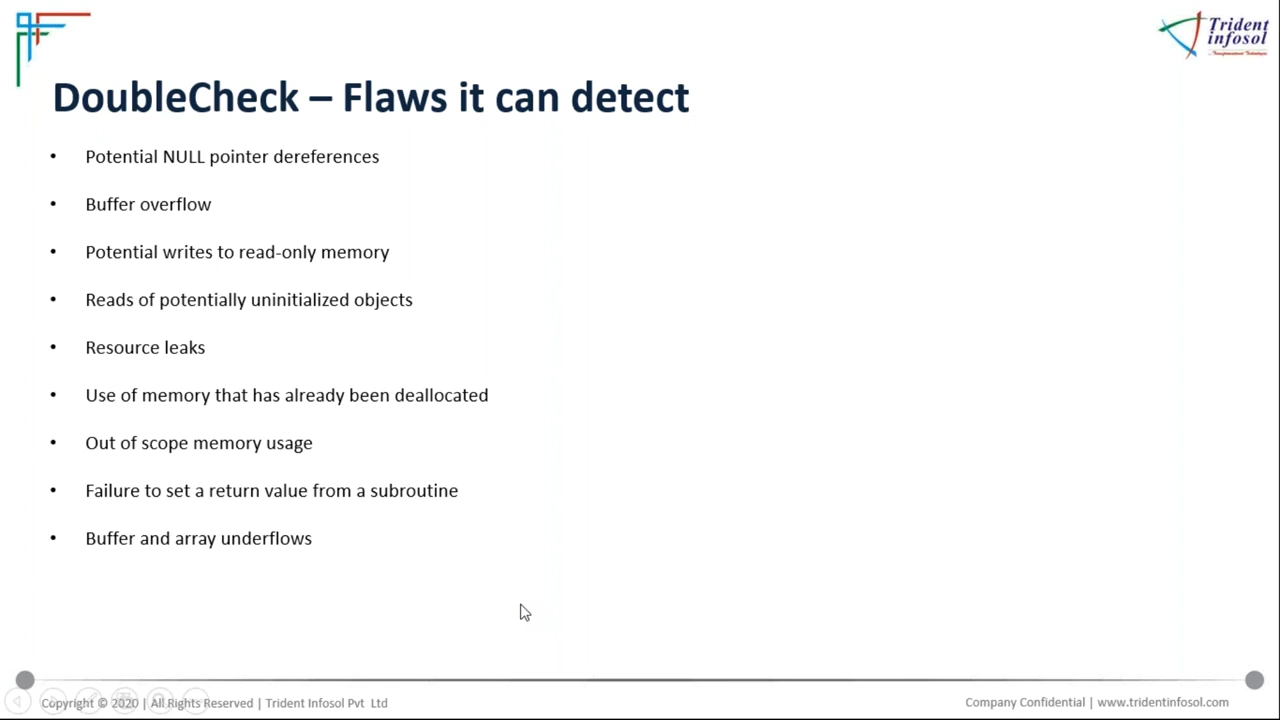 Trident
infosol
DoubleCheck – Flaws it can detect
• Potential NULL pointer dereferences
• Buffer overflow
• Potential writes to read-only memory
• Reads of potentially uninitialized objects
• Resource leaks
• Use of memory that has already been deallocated
• Out of scope memory usage
• Failure to set a return value from a subroutine
• Buffer and array underflows
Copyright © 2020 | All Rights Reserved | Trident Infosol Pvt Ltd
Company Confidential | www.tridentinfosol.com